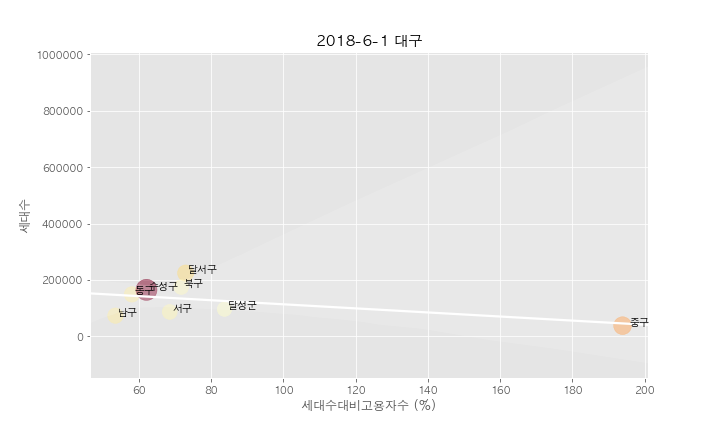 2018-6-1 대구
1000000
800000
600000
400000
200000
0
세대수
달서구
북구
동구
수성구
달성군
서구
남구
중구
60 80 100 120 140 160 180 200
세대수대비고용자수 (%)